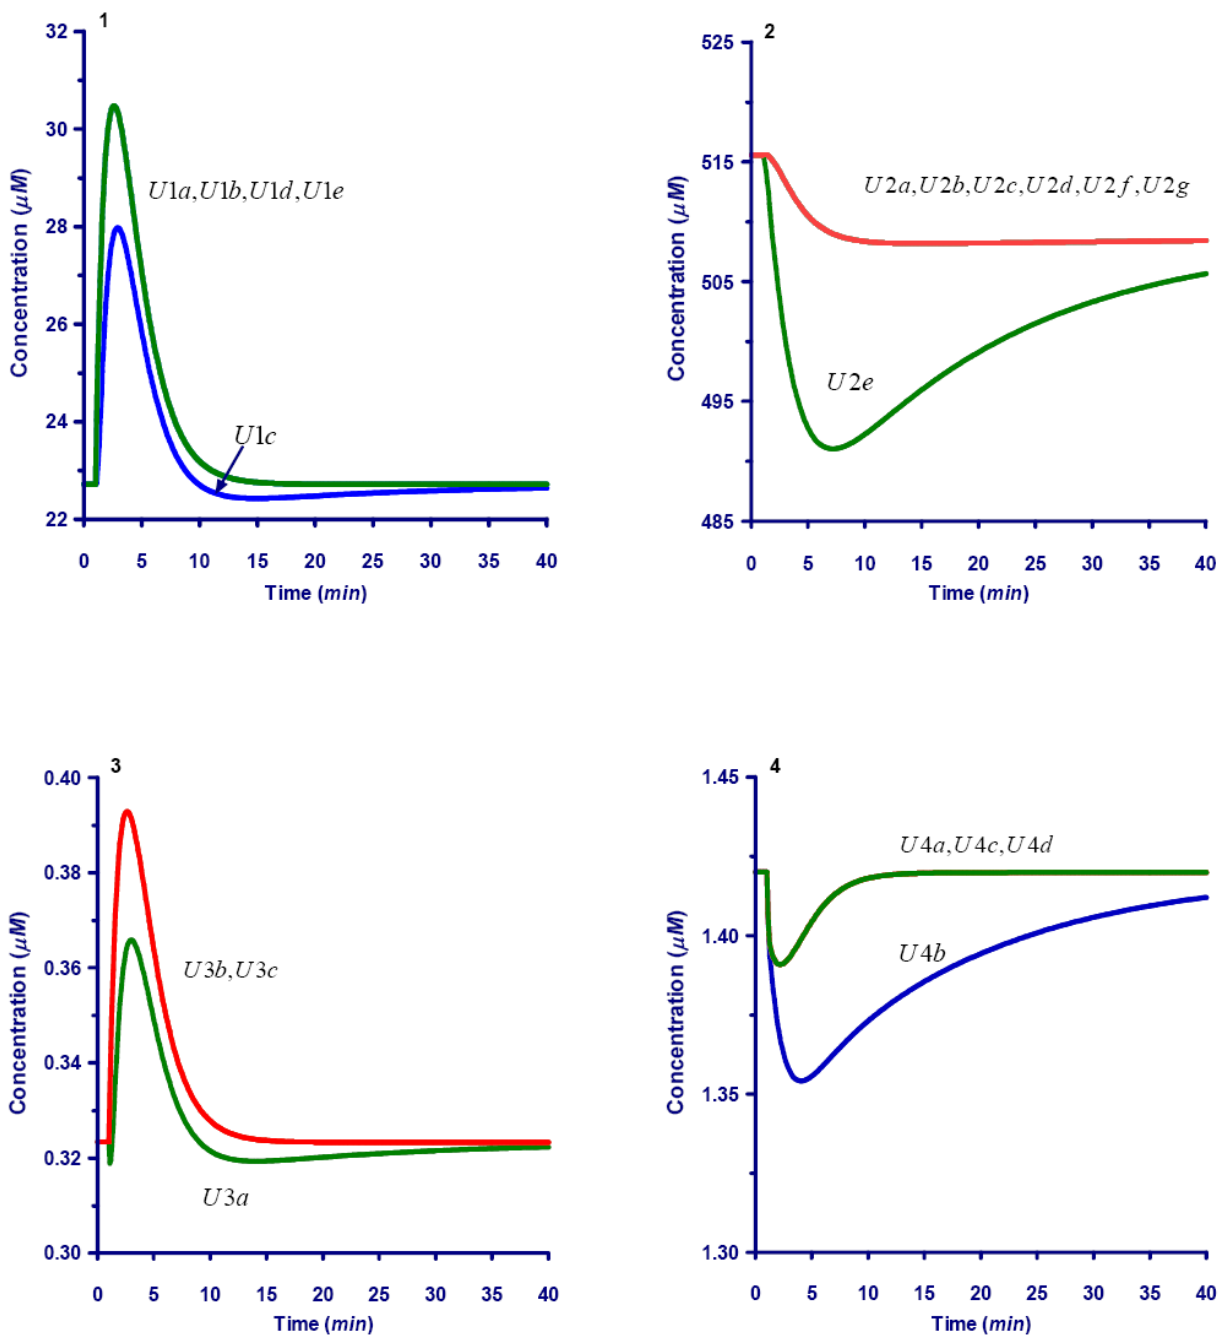 1
32
30
28
26
24
22
Concentration (μM)
U1a,U1b,U1d,U1e
U1c
0 5 10 15 20 25 30 35 40
Time (min)
2
525
515
505
495
485
Concentration (μM)
U2a,U2b,U2c,U2d,U2f,U2g
U2e
0 5 10 15 20 25 30 35 40
Time (min)
3
0.40
0.38
0.36
0.34
0.32
0.30
Concentration (μM)
U3b,U3c
U3a
0 5 10 15 20 25 30 35 40
Time (min)
4
1.45
1.40
1.35
1.30
Concentration (μM)
U4a,U4c,U4d
U4b
0 5 10 15 20 25 30 35 40
Time (min)